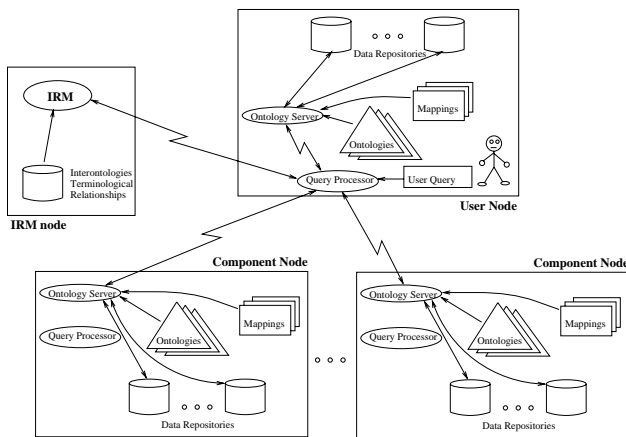 Data Repositories
IRM
Mappings
Ontology Server
Ontologies
Interontologies
Terminological
Relationships
Query Processor
User Query
User Node
IRM node
Component Node
Component Node
Ontology Server
Mappings
Query Processor
Ontologies
Data Repositories
Ontology Server
Mappings
Query Processor
Ontologies
Data Repositories